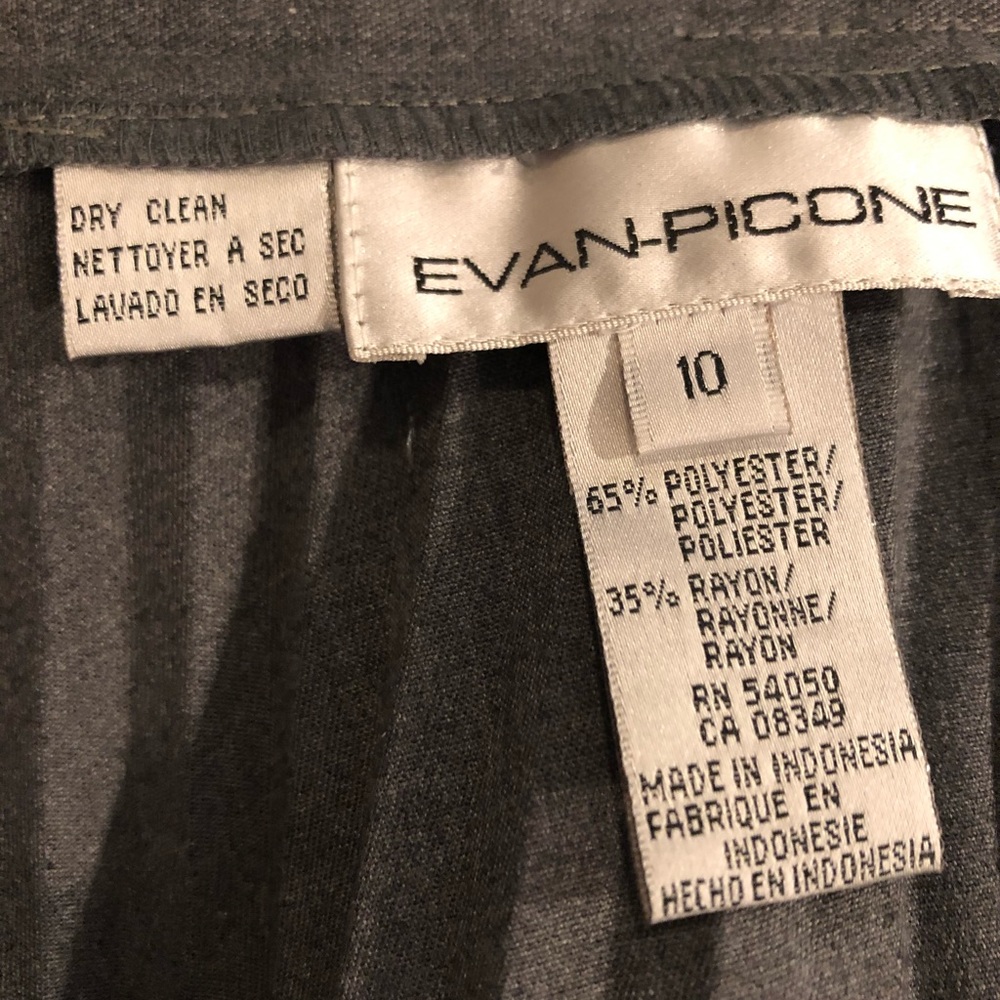 DRY CLEAN
NETTOYER A SEC
LAVADO EN SECO
EVAN-PICONE
10
65% POLYESTER/
POLYESTER/
POLIESTER
35% RAYON/
RAYONNE/
RAYON
RN 54050
CA 08349
MADE IN INDONESIA
FABRIQUE EN
INDONESIE
HECHO EN INDONESIA